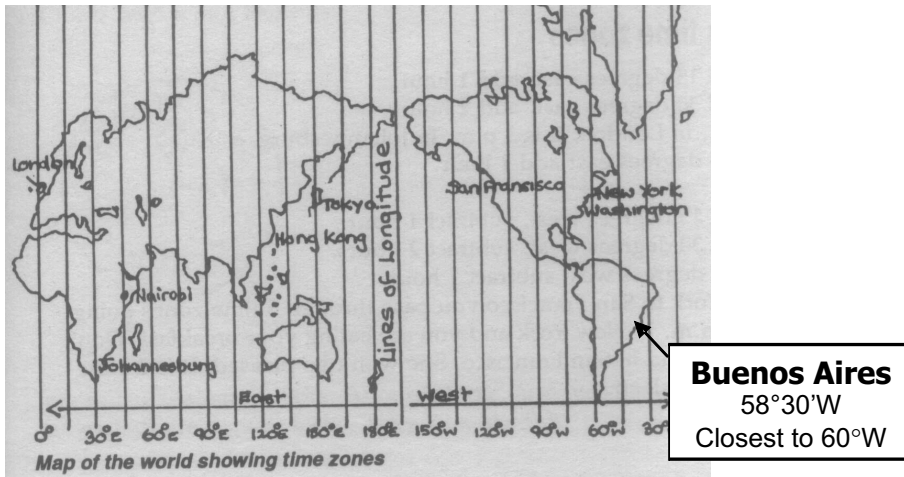 London
San Fransisco
New York
Washington
Tokyo
Hong Kong
Lines of Longitude
Nairobi
Johannesburg
East
West
0° 30°E 60°E 90°E 120°E 150°E 180°E 150°W 120°W 90°W 60°W 30°W
Map of the world showing time zones
Buenos Aires
58°30'W
Closest to 60°W